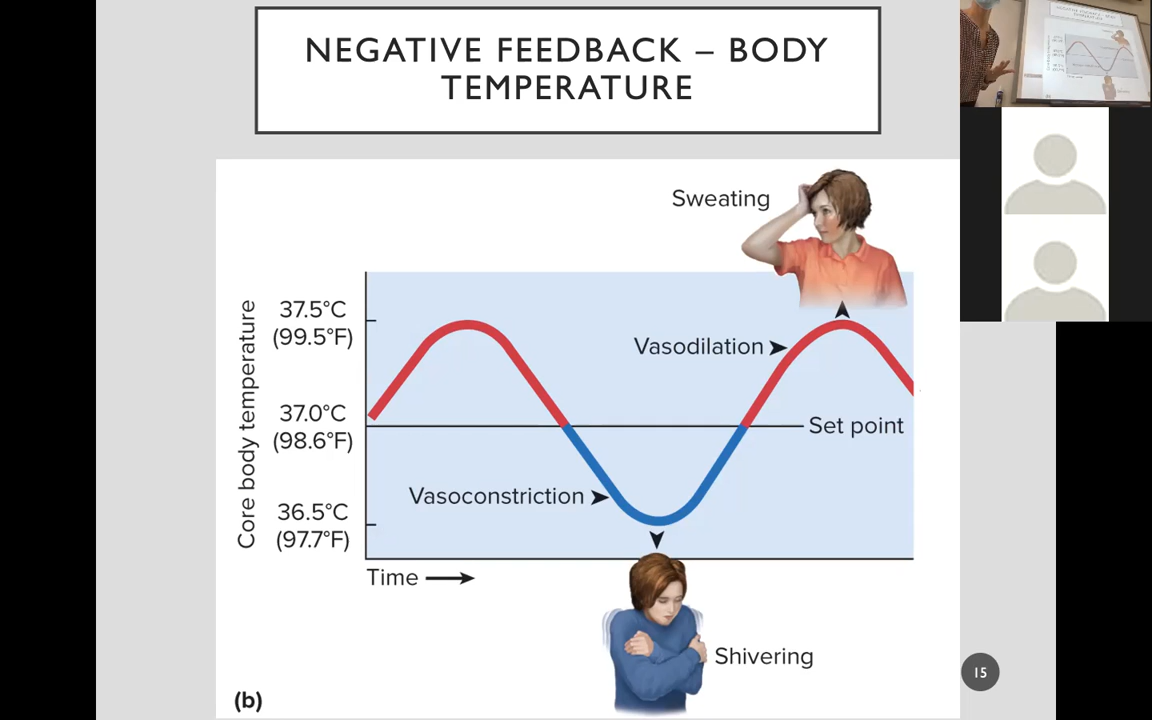 NEGATIVE FEEDBACK – BODY
TEMPERATURE
Sweating
37.5°C
(99.5°F)
Vasodilation
Core body temperature
37.0°C
(98.6°F)
Set point
Vasoconstriction
36.5°C
(97.7°F)
Time
Shivering
15
(b)